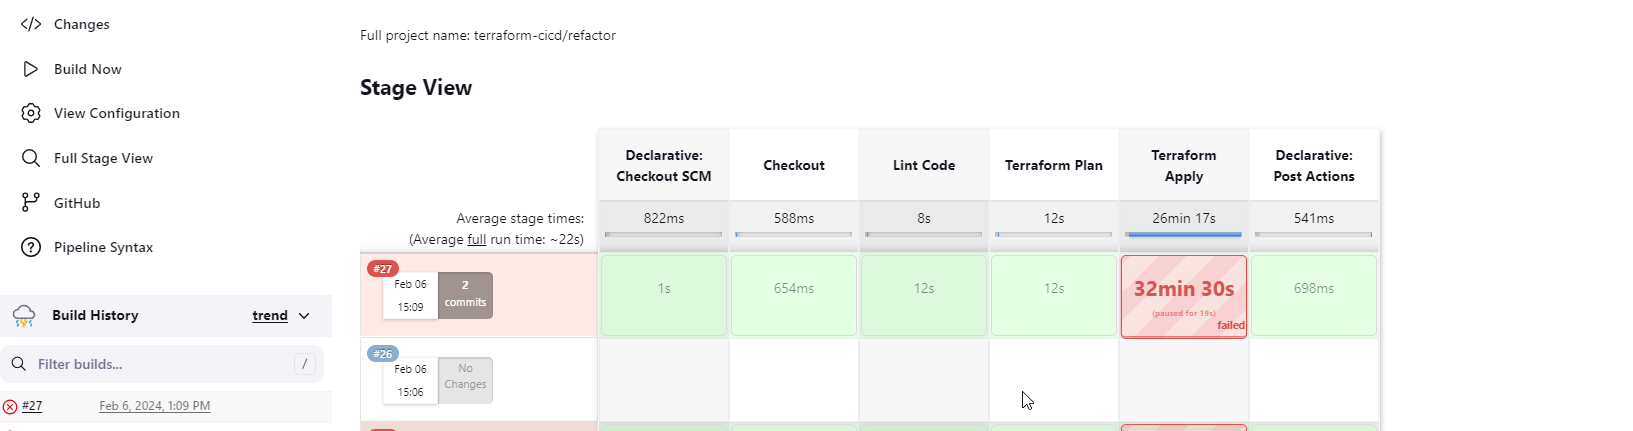 Changes
Build Now
View Configuration
Full Stage View
GitHub
Pipeline Syntax
Build History
trend
Filter builds...
/
#27
Feb 6, 2024, 1:09 PM
Full project name: terraform-cicd/refactor
Stage View
Declarative:
Checkout SCM
Checkout
Lint Code
Terraform Plan
Terraform
Apply
Declarative:
Post Actions
Average stage times:
(Average full run time: ~22s)
822ms
588ms
8s
12s
26min 17s
541ms
#27
Feb 06
15:09
2
commits
1s
654ms
12s
12s
32min 30s
(paused for 19s)
failed
698ms
#26
Feb 06
15:06
No
Changes